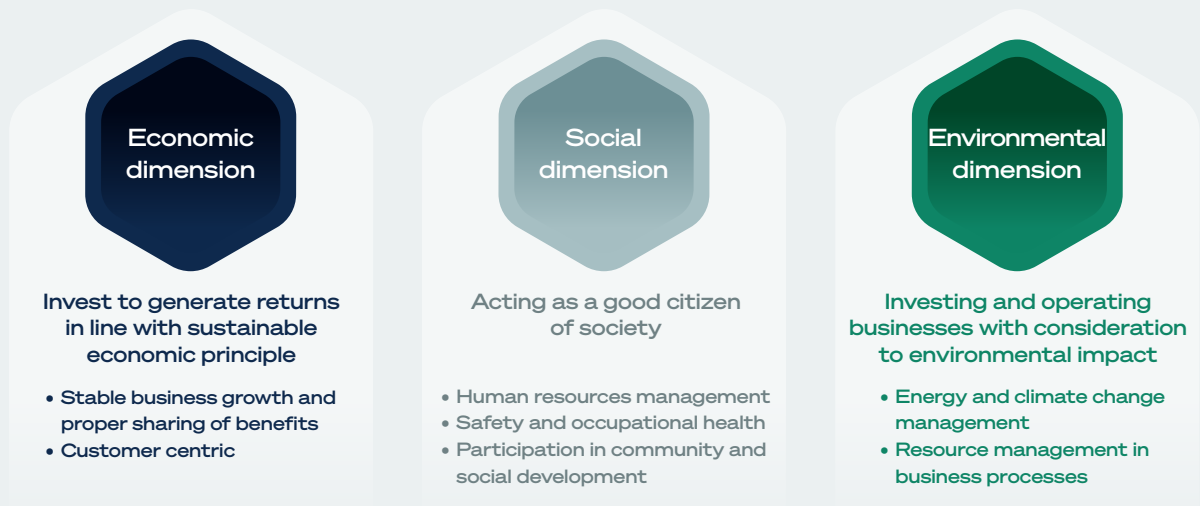 Economic
dimension
Invest to generate returns
in line with sustainable
economic principle
• Stable business growth and
proper sharing of benefits
• Customer centric
Social
dimension
Acting as a good citizen
of society
• Human resources management
• Safety and occupational health
• Participation in community and
social development
Environmental
dimension
Investing and operating
businesses with consideration
to environmental impact
• Energy and climate change
management
• Resource management in
business processes